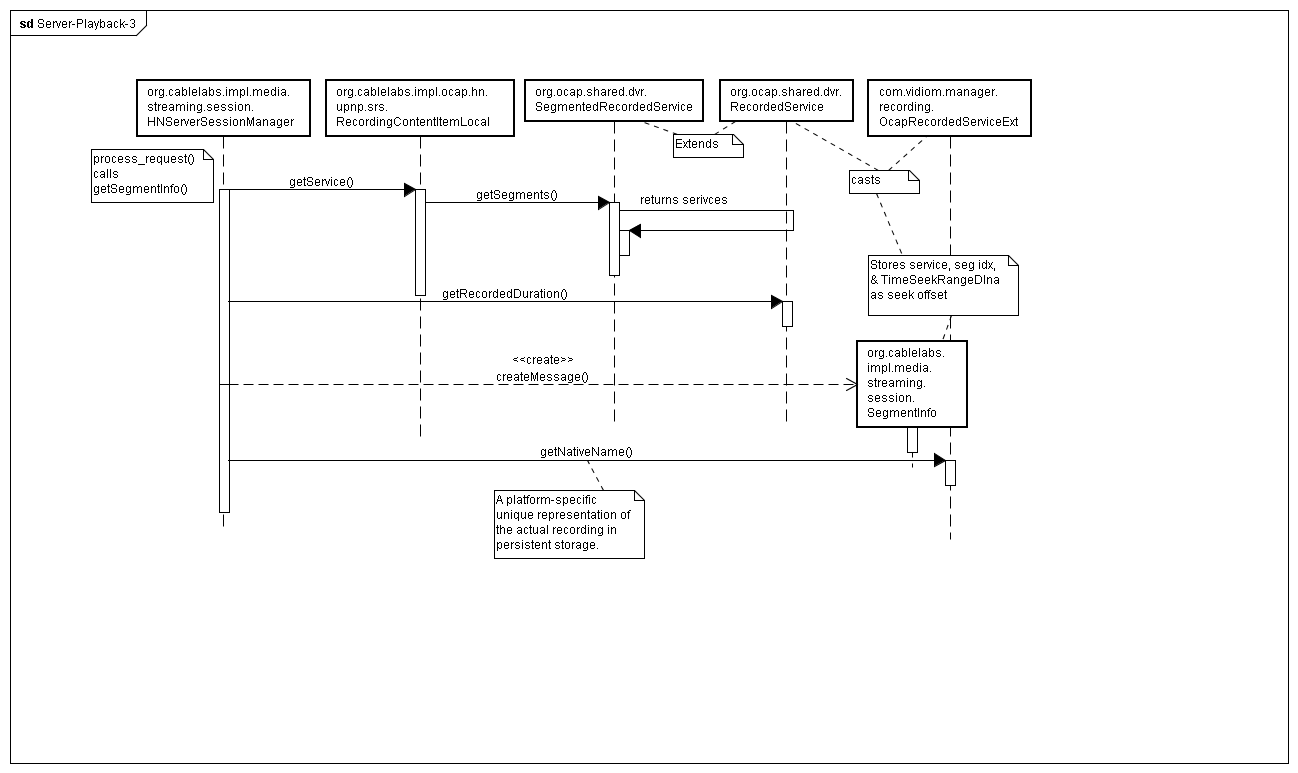 sd Server-Playback-3
org.cablelabs.impl.media.
streaming.session.
HNServerSessionManager
org.cablelabs.impl.ocap.hn.
upnp.srs.
RecordingContentItemLocal
org.ocap.shared.dvr.
SegmentedRecordedService
org.ocap.shared.dvr.
RecordedService
com.vidiom.manager.
recording.
OcapRecordedServiceExt
Extends
process_request()
calls
getSegmentInfo()
casts
getService()
getSegments()
returns serivces
Stores service, seg idx,
& TimeSeekRangeDlna
as seek offset
getRecordedDuration()
<<create>>
createMessage()
org.cablelabs.
impl.media.
streaming.
session.
SegmentInfo
getNativeName()
A platform-specific
unique representation of
the actual recording in
persistent storage.